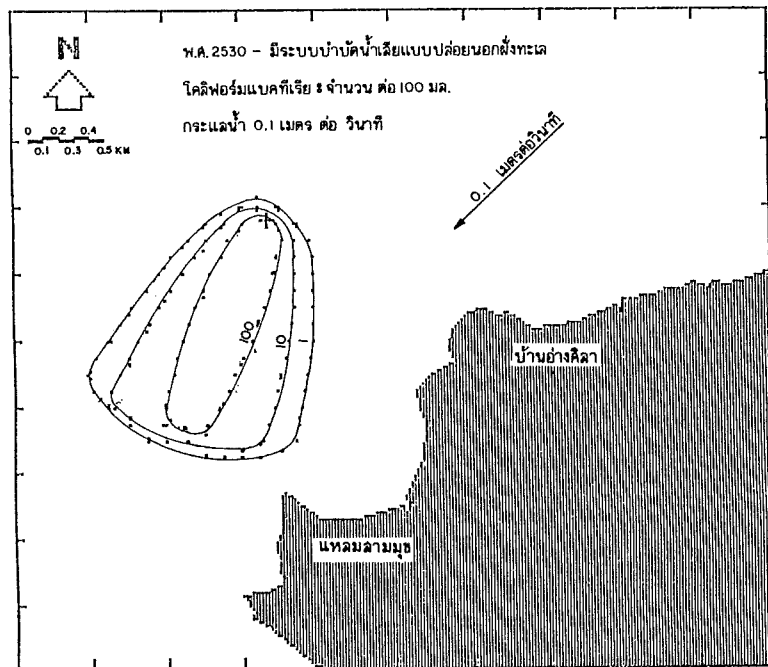 N
พ.ศ. 2530 - มีระบบบำบัดน้ำเสียแบบปล่อยนอกฝั่งทะเล
โคลิฟอร์มแบคทีเรีย : จำนวน ต่อ 100 มล.
กระแสน้ำ 0.1 เมตร ต่อ วินาที
0 0.2 0.4
0.1 0.3 0.5 KM
0.1 เมตรต่อวินาที
100
10
1
บ้านอ่างศิลา
แหลมสามมุข